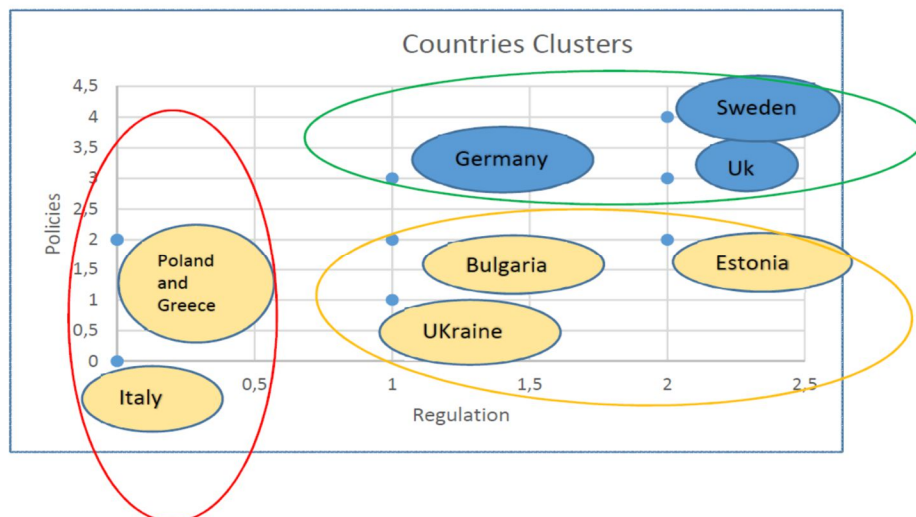 Countries Clusters
Policies
4,5
4
3,5
3
2,5
2
1,5
1
0,5
0
Sweden
Germany
Uk
Poland
and
Greece
Bulgaria
Estonia
UKraine
Italy
0,5
1
1,5
2
2,5
Regulation